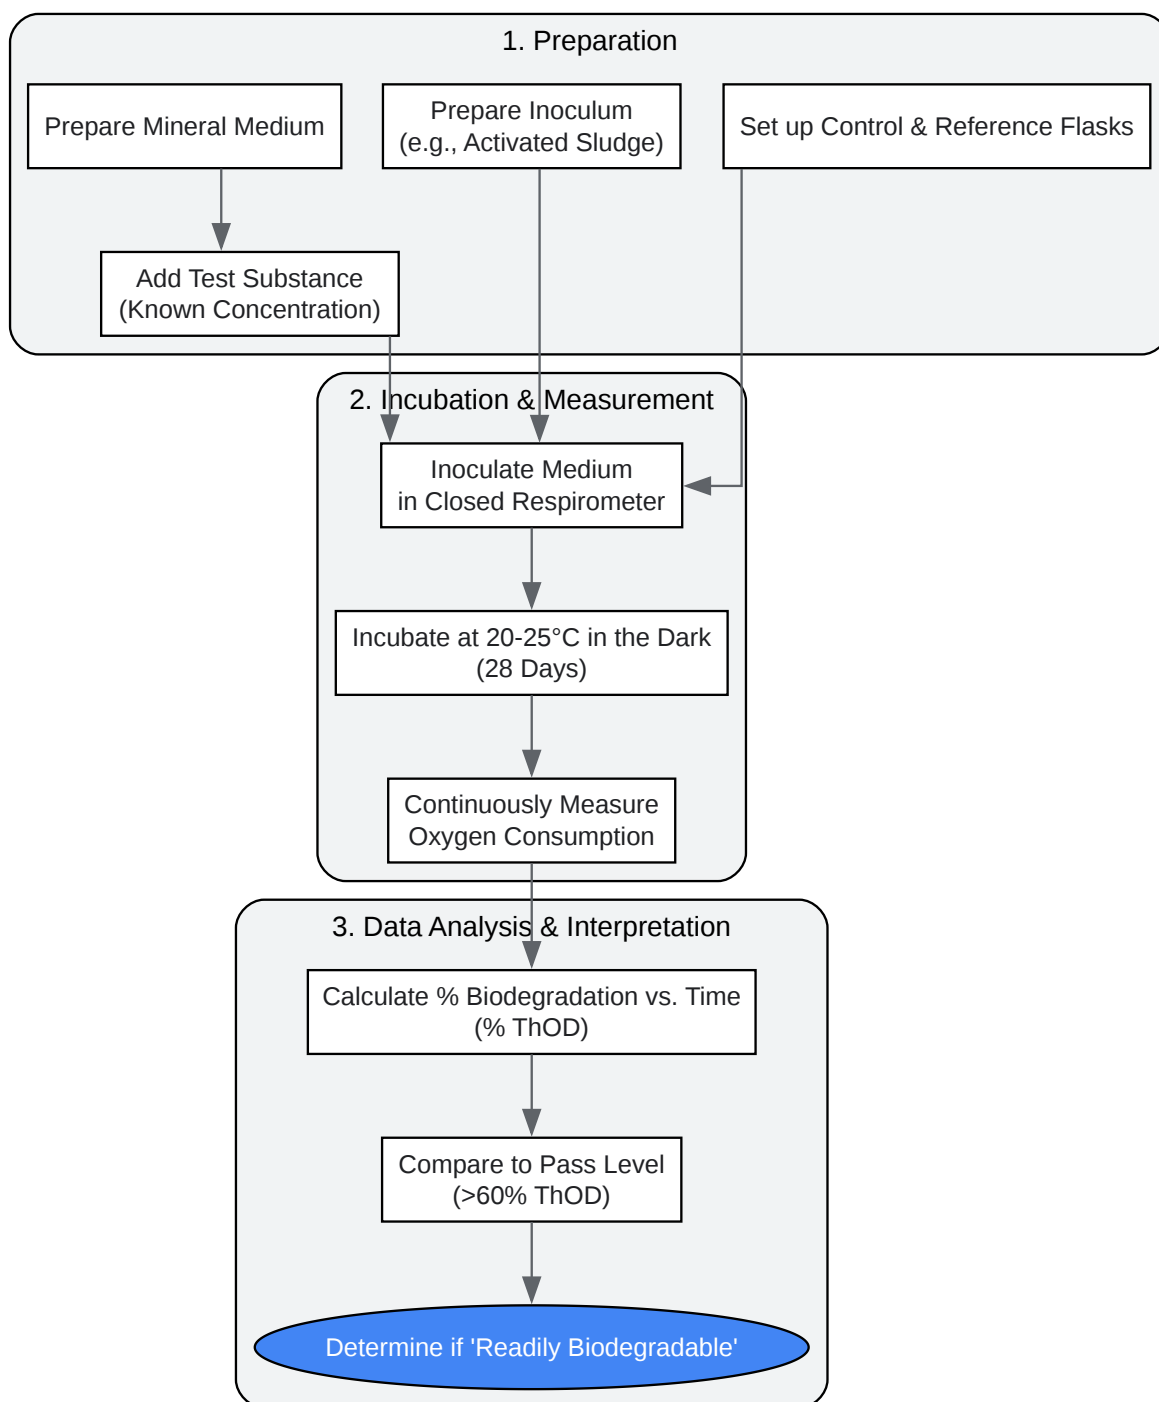 1. Preparation
Prepare Mineral Medium
Prepare Inoculum
(e.g., Activated Sludge)
Set up Control & Reference Flasks
Add Test Substance
(Known Concentration)
2. Incubation & Measurement
Inoculate Medium
in Closed Respirometer
Incubate at 20-25°C in the Dark
(28 Days)
Continuously Measure
Oxygen Consumption
3. Data Analysis & Interpretation
Calculate % Biodegradation vs. Time
(% ThOD)
Compare to Pass Level
(>60% ThOD)
Determine if 'Readily Biodegradable'